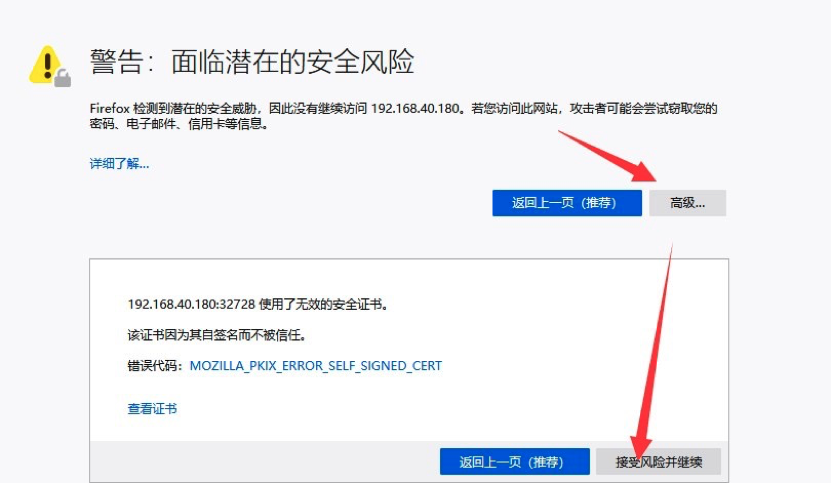 警告：面临潜在的安全风险
Firefox 检测到潜在的安全威胁，因此没有继续访问 192.168.40.180。若您访问此网站，攻击者可能会尝试窃取您的
密码、电子邮件、信用卡等信息。
详细了解...
返回上一页（推荐） 高级...
192.168.40.180:32728 使用了无效的安全证书。
该证书因为其自签名而不被信任。
错误代码：MOZILLA_PKIX_ERROR_SELF_SIGNED_CERT
查看证书
返回上一页（推荐） 接受风险并继续